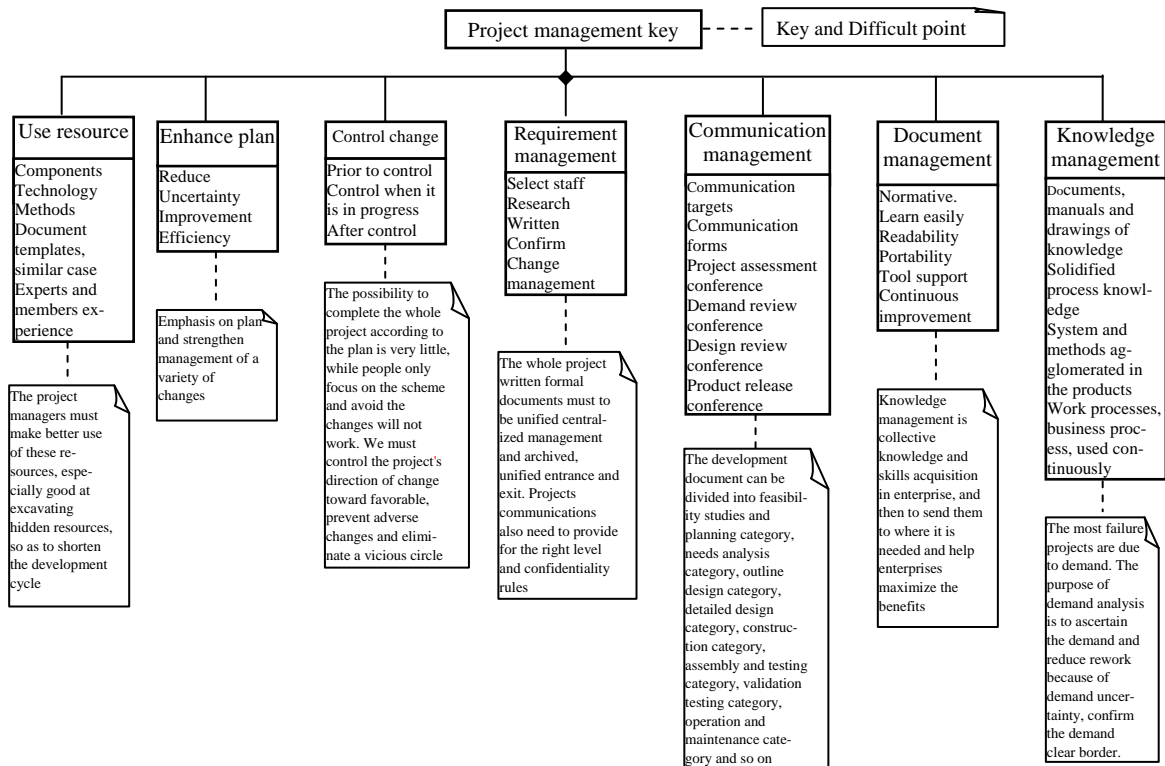 Project management key
Key and Difficult point
Use resource
Components
Technology
Methods
Document
templates,
similar case
Experts and
members ex-
perience
The project
managers must
make better use
of these re-
sources, espe-
cially good at
excavating
hidden resources,
so as to shorten
the development
cycle
Enhance plan
Reduce
Uncertainty
Improvement
Efficiency
Emphasis on plan
and strengthen
management of a
variety of
changes
Control change
Prior to control
Control when it
is in progress
After control
The possibility to
complete the whole
project according to
the plan is very little,
while people only
focus on the scheme
and avoid the
changes will not
work. We must
control the project's
direction of change
toward favorable,
prevent adverse
changes and elimi-
nate a vicious circle
Requirement
management
Select staff
Research
Written
Confirm
Change
management
The whole project
written formal
documents must to
be unified central-
ized management
and archived,
unified entrance and
exit. Projects
communications
also need to provide
for the right level
and confidentiality
rules
Communication
management
Communication
targets
Communication
forms
Project assessment
conference
Demand review
conference
Design review
conference
Product release
conference
The development
document can be
divided into feasibil-
ity studies and
planning category,
needs analysis
category, outline
design category,
detailed design
category, construc-
tion category,
assembly and testing
category, validation
testing category,
operation and
maintenance cate-
gory and so on
Document
management
Normative.
Learn easily
Readability
Portability
Tool support
Continuous
improvement
Knowledge
management is
collective
knowledge and
skills acquisition
in enterprise, and
then to send them
to where it is
needed and help
enterprises
maximize the
benefits
Knowledge
management
Documents,
manuals and
drawings of
knowledge
Solidified
process knowl-
edge
System and
methods ag-
glomerated in
the products
Work processes,
business proc-
ess, used con-
tinuously
The most failure
projects are due
to demand. The
purpose of
demand analysis
is to ascertain
the demand and
reduce rework
because of
demand uncer-
tainty, confirm
the demand
clear border.